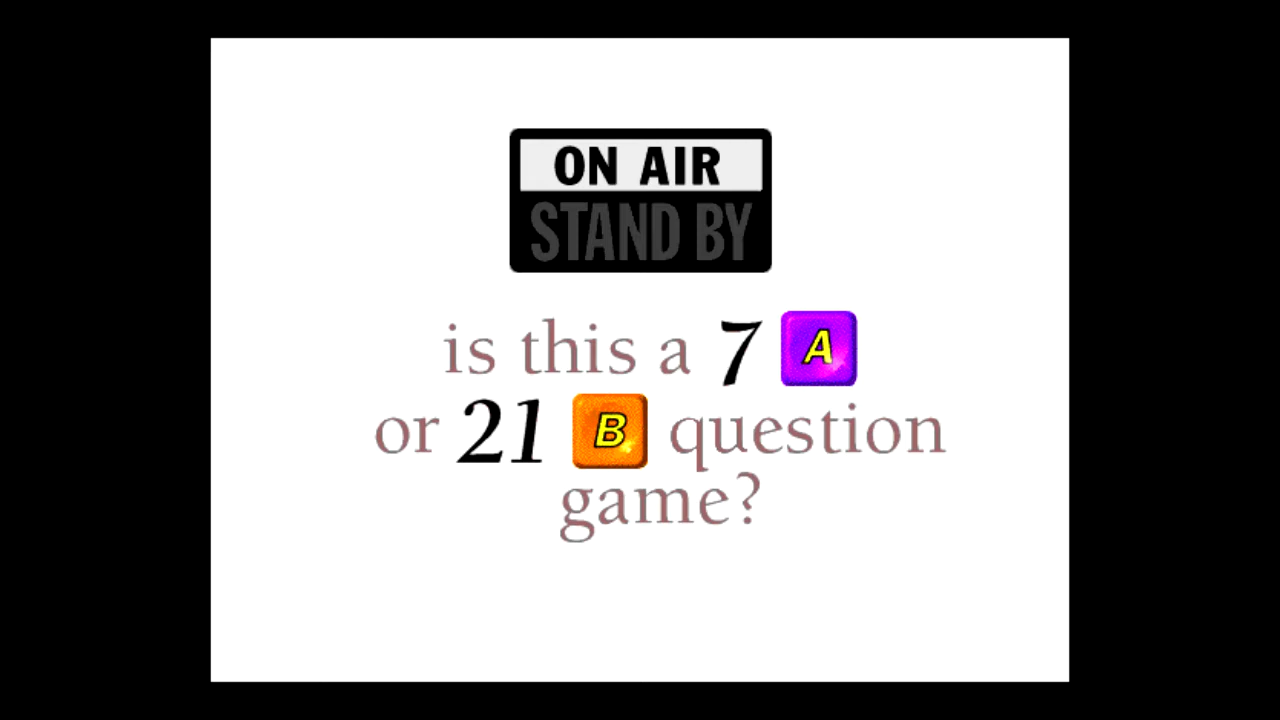 ON AIR
STAND BY
is this a 7 A
or 21 B question
game?